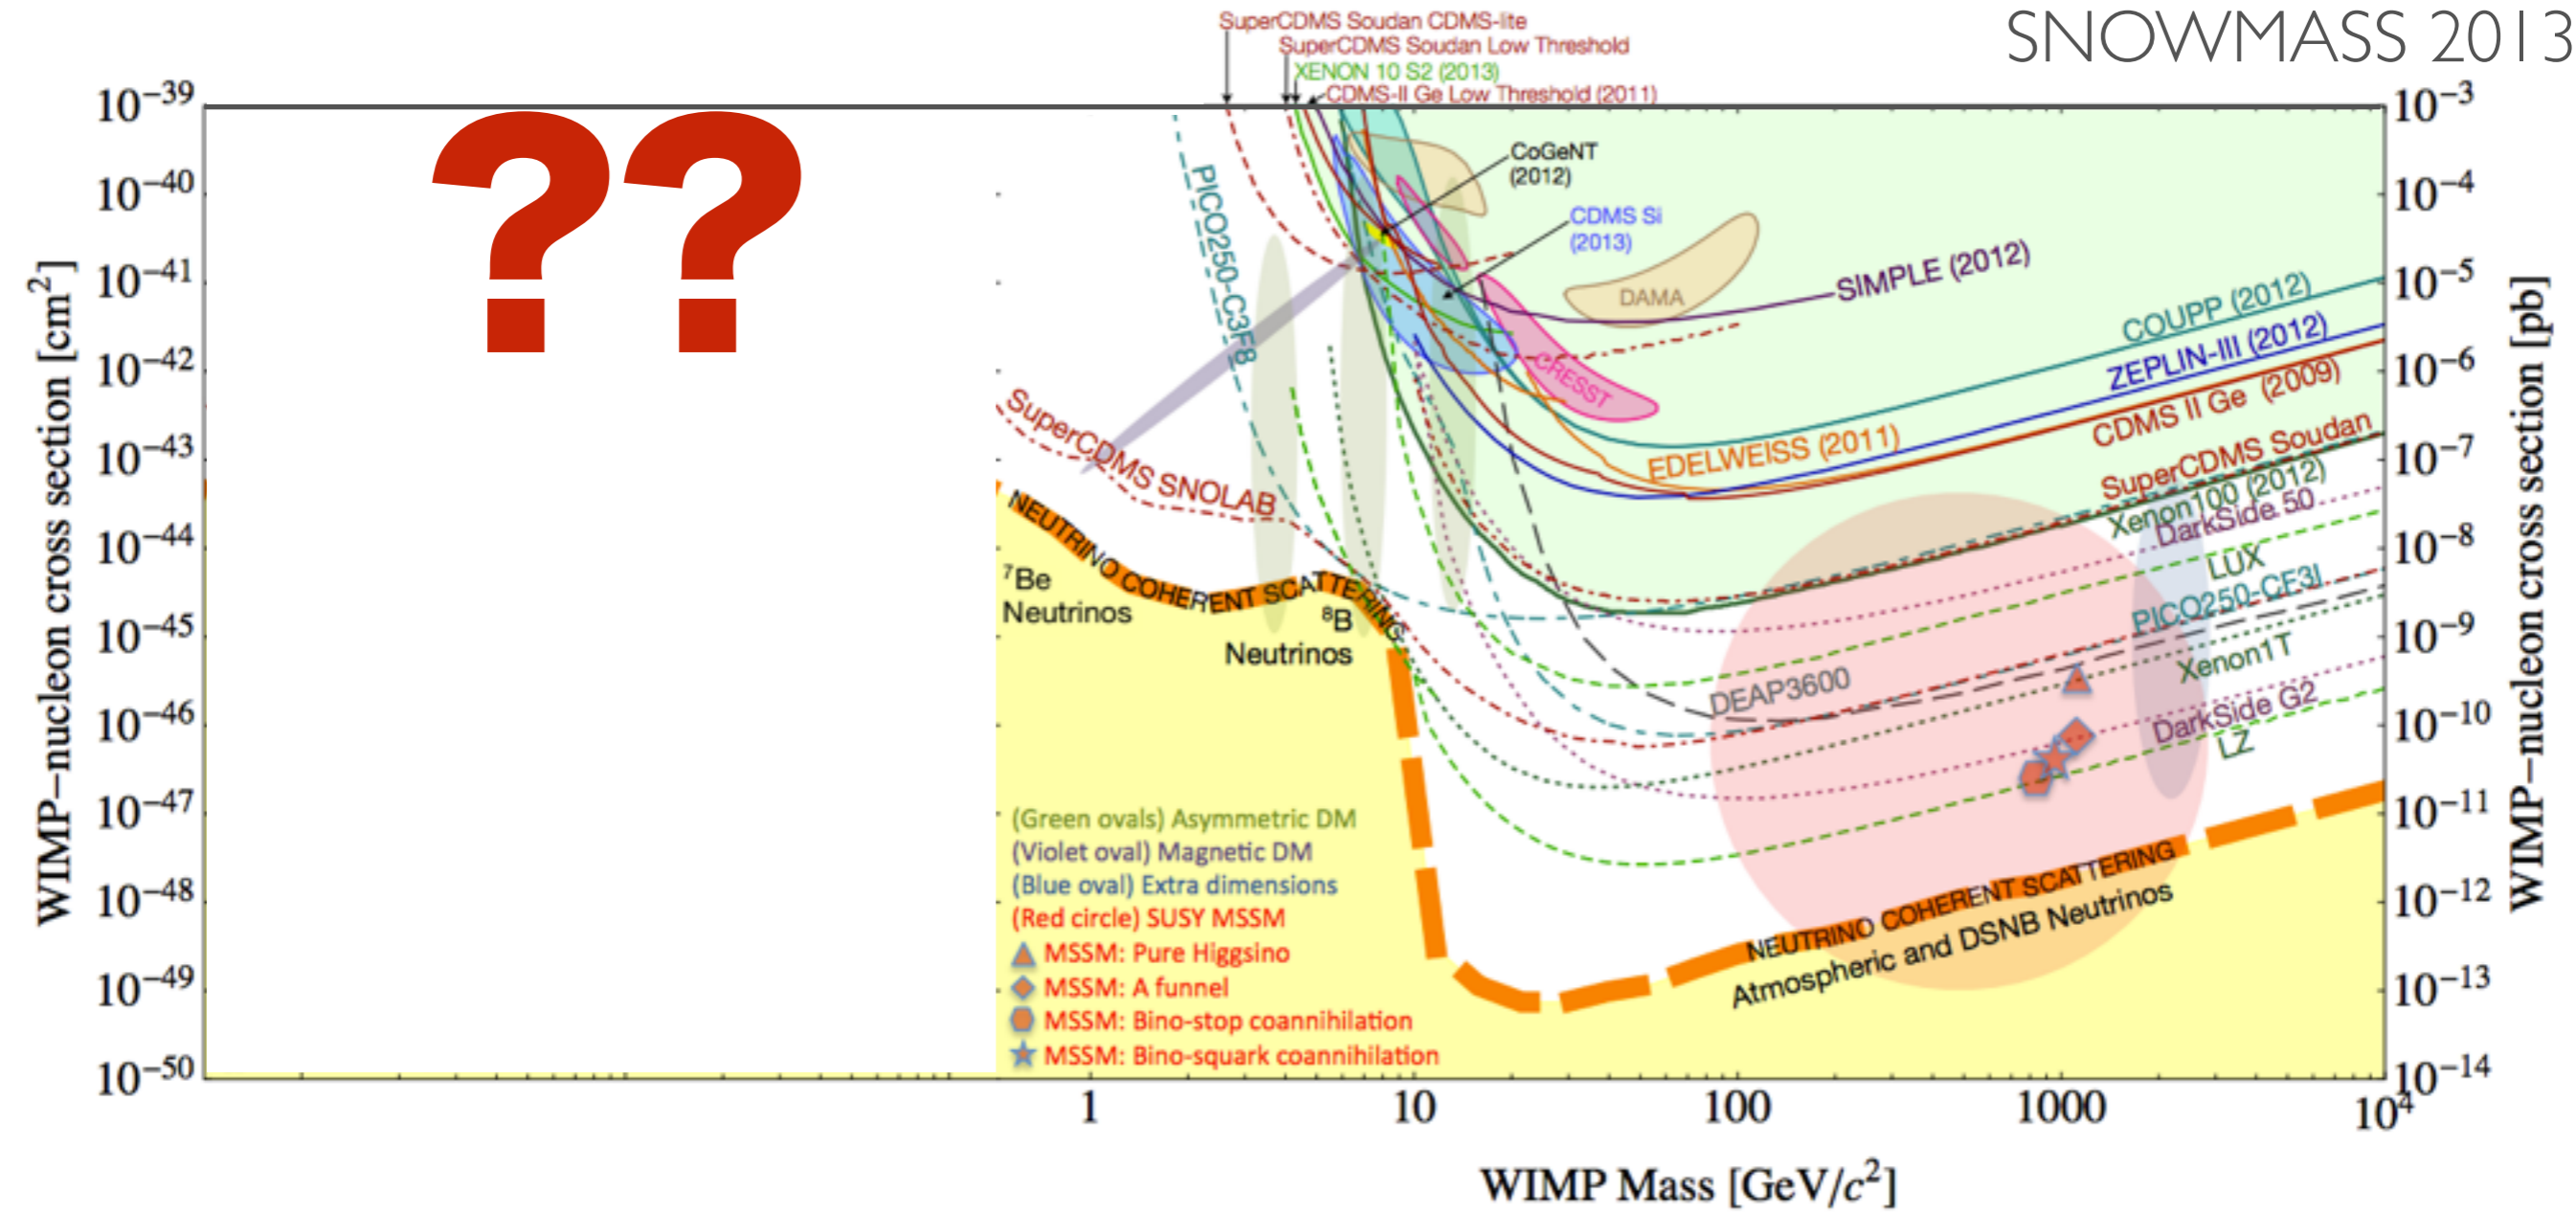 SNOWMASS 2013
SuperCDMS Soudan CDMS-lite
SuperCDMS Soudan Low Threshold
XENON 10 S2 (2013)
CDMS-II Ge Low Threshold (2011)
??
10−39
10−40
10−41
10−42
10−43
10−44
10−45
10−46
10−47
10−48
10−49
10−50
WIMP−nucleon cross section [cm2]
10−3
10−4
10−5
10−6
10−7
10−8
10−9
10−10
10−11
10−12
10−13
10−14
WIMP−nucleon cross section [pb]
PICO250-C3F8
CoGeNT
(2012)
CDMS Si
(2013)
DAMA
SIMPLE (2012)
COUPP (2012)
ZEPLIN-III (2012)
CRESST
CDMS II Ge (2009)
EDELWEISS (2011)
SuperCDMS Soudan
Xenon100 (2012)
DarkSide 50
LUX
PICO250-CF3I
Xenon1T
DEAP3600
DarkSide G2
LZ
SuperCDMS SNOLAB
NEUTRINO COHERENT SCATTERING
7Be
Neutrinos
8B
Neutrinos
NEUTRINO COHERENT SCATTERING
Atmospheric and DSNB Neutrinos
(Green ovals) Asymmetric DM
(Violet oval) Magnetic DM
(Blue oval) Extra dimensions
(Red circle) SUSY MSSM
MSSM: Pure Higgsino
MSSM: A funnel
MSSM: Bino-stop coannihilation
MSSM: Bino-squark coannihilation
1 10 100 1000 104
WIMP Mass [GeV/c2]